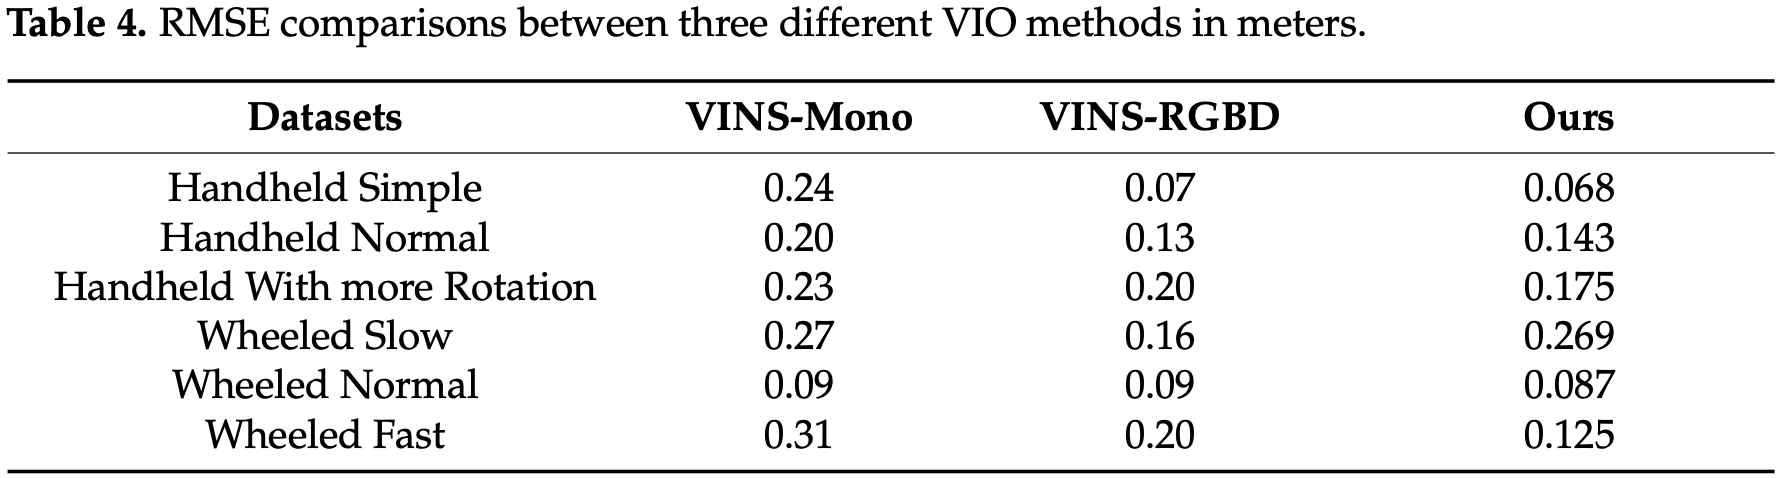 Table 4. RMSE comparisons between three different VIO methods in meters.
Datasets VINS-Mono VINS-RGBD Ours
Handheld Simple 0.24 0.07 0.068
Handheld Normal 0.20 0.13 0.143
Handheld With more Rotation 0.23 0.20 0.175
Wheeled Slow 0.27 0.16 0.269
Wheeled Normal 0.09 0.09 0.087
Wheeled Fast 0.31 0.20 0.125